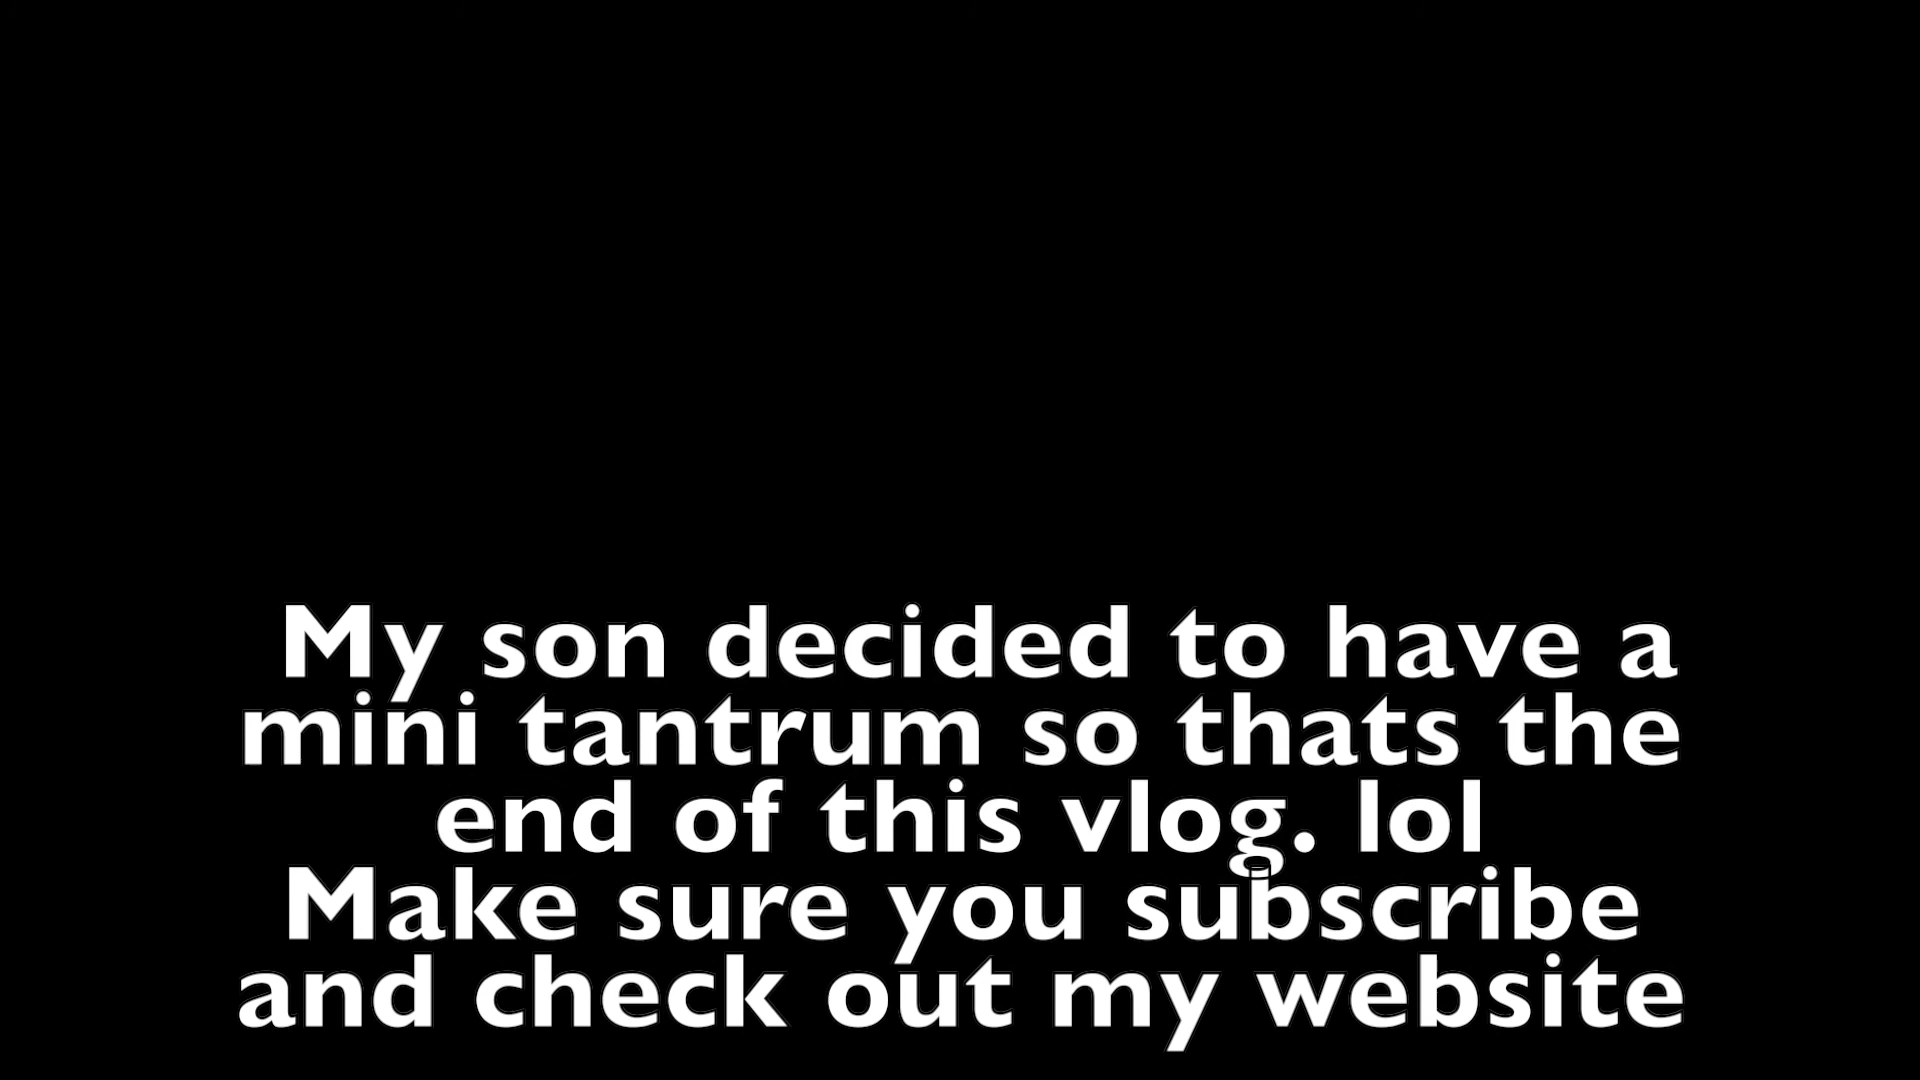 My son decided to have a
mini tantrum so thats the
end of this vlog. lol
Make sure you subscribe
and check out my website